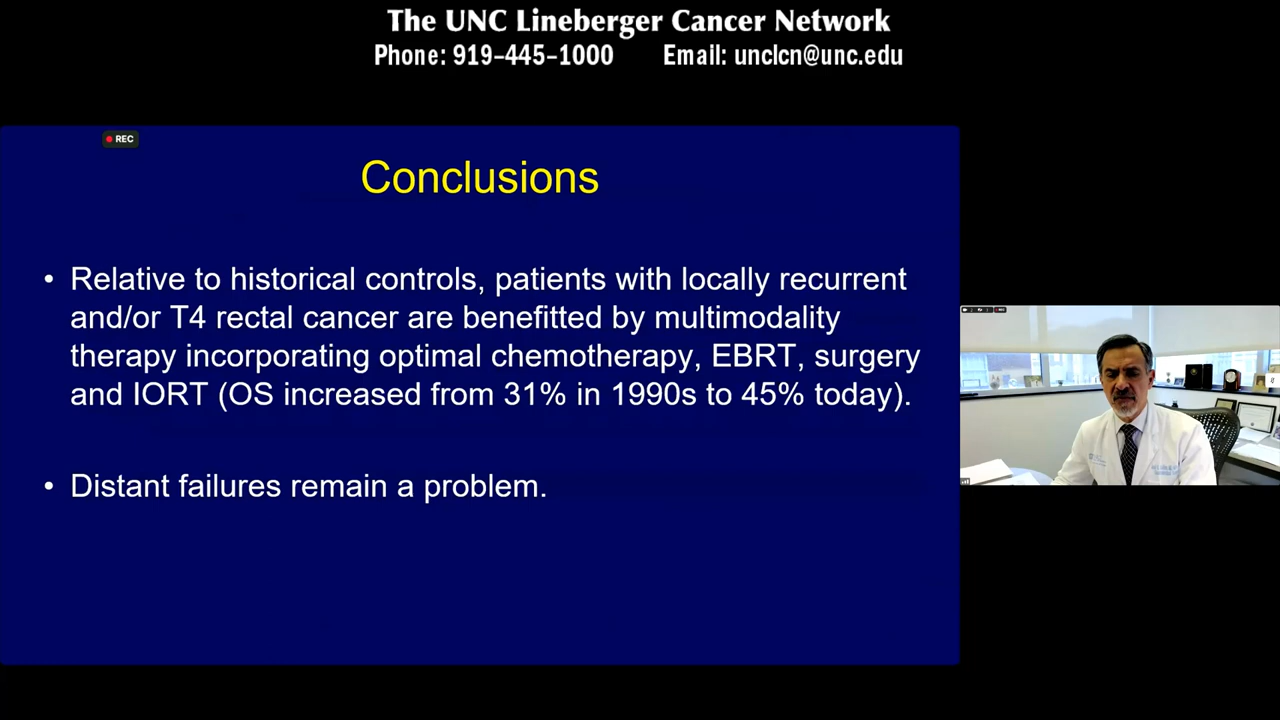 The UNC Lineberger Cancer Network
Phone: 919-445-1000 Email: unclcn@unc.edu
REC
Conclusions
• Relative to historical controls, patients with locally recurrent
and/or T4 rectal cancer are benefitted by multimodality
therapy incorporating optimal chemotherapy, EBRT, surgery
and IORT (OS increased from 31% in 1990s to 45% today).
• Distant failures remain a problem.